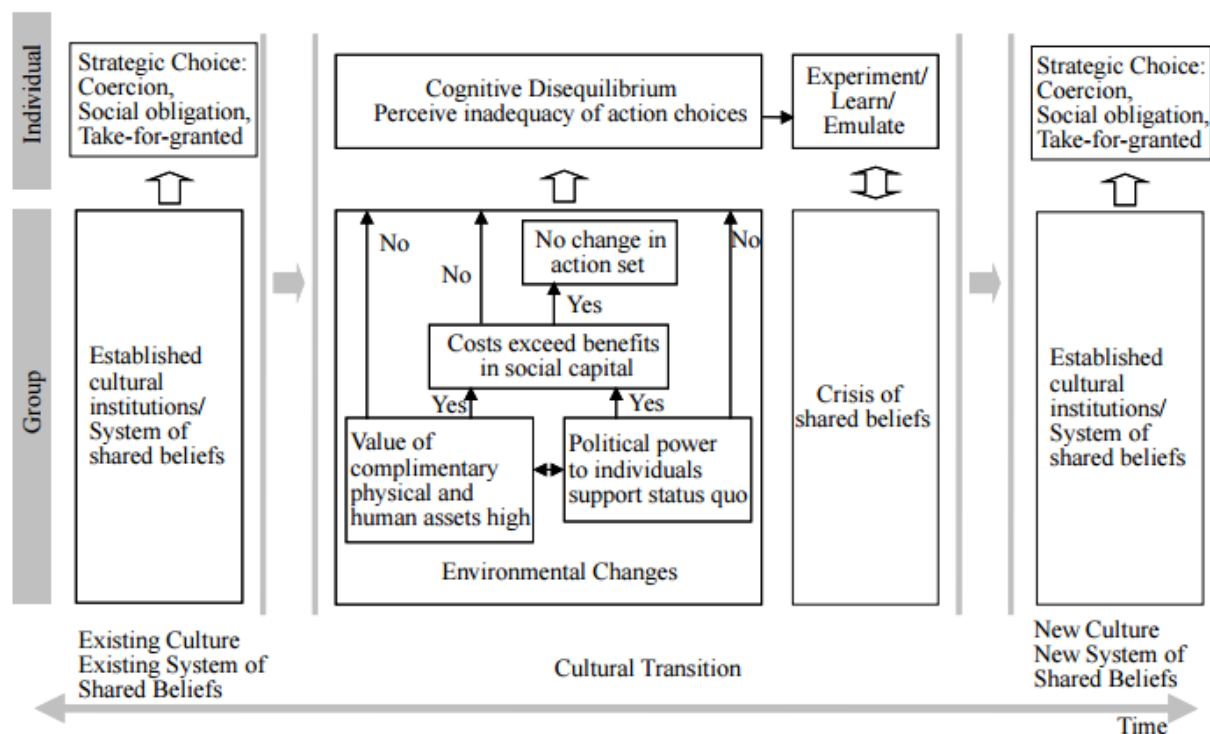 Individual
Strategic Choice:
Coercion,
Social obligation,
Take-for-granted
Cognitive Disequilibrium
Perceive inadequacy of action choices
Experiment/
Learn/
Emulate
Strategic Choice:
Coercion,
Social obligation,
Take-for-granted
Group
Established
cultural
institutions/
System of
shared beliefs
No
No
No change in
action set
No
Yes
Costs exceed benefits
in social capital
Yes
Yes
Value of
complimentary
physical and
human assets high
Political power
to individuals
support status quo
Environmental Changes
Crisis of
shared beliefs
Established
cultural
institutions/
System of
shared beliefs
Existing Culture
Existing System of
Shared Beliefs
Cultural Transition
New Culture
New System of
Shared Beliefs
Time